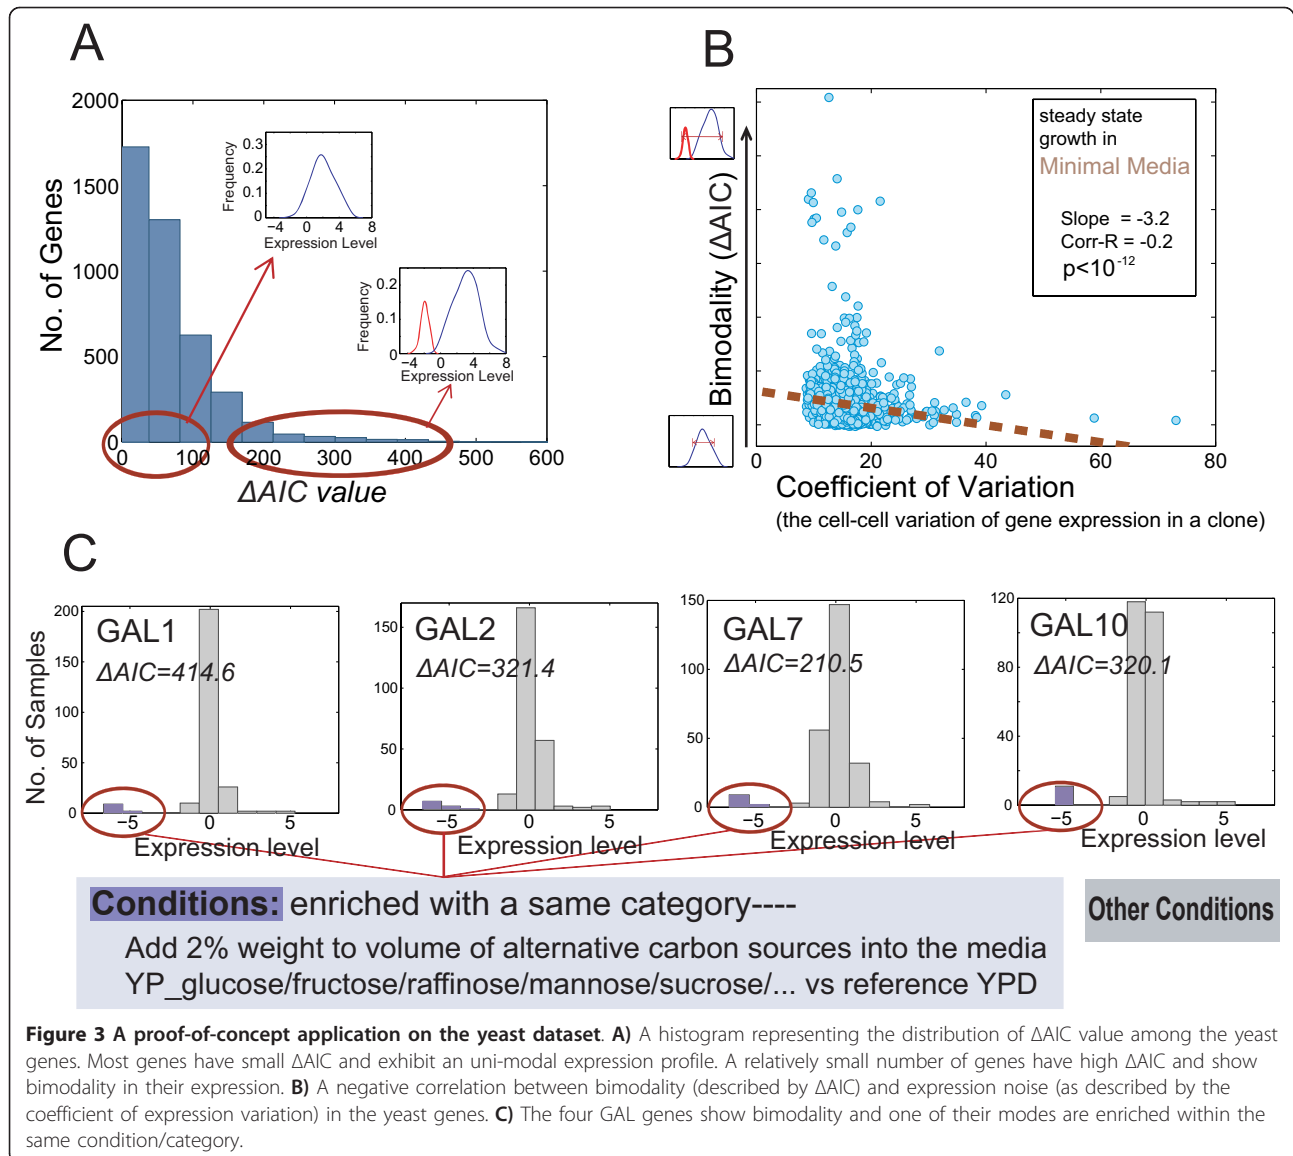 A
2000
1500
1000
500
0
No. of Genes
0 100 200 300 400 500 600
ΔAIC value
0.3
0.2
0.1
0
Frequency
−4 0 4 8
Expression Level
0.2
0.1
0
Frequency
−4 0 4 8
Expression Level
B
Bimodality (ΔAIC)
steady state
growth in
Minimal Media
Slope = -3.2
Corr-R = -0.2
p<10-12
0 20 40 60 80
Coefficient of Variation
(the cell-cell variation of gene expression in a clone)
C
No. of Samples
200
150
100
50
0
GAL1
ΔAIC=414.6
−5 0 5
Expression level
150
100
50
0
GAL2
ΔAIC=321.4
−5 0 5
Expression level
150
100
50
0
GAL7
ΔAIC=210.5
−5 0 5
Expression level
120
80
40
0
GAL10
ΔAIC=320.1
−5 0 5
Expression level
Conditions: enriched with a same category----
Add 2% weight to volume of alternative carbon sources into the media
YP_glucose/fructose/raffinose/mannose/sucrose/... vs reference YPD
Other Conditions
Figure 3 A proof-of-concept application on the yeast dataset. A) A histogram representing the distribution of ΔAIC value among the yeast
genes. Most genes have small ΔAIC and exhibit an uni-modal expression profile. A relatively small number of genes have high ΔAIC and show
bimodality in their expression. B) A negative correlation between bimodality (described by ΔAIC) and expression noise (as described by the
coefficient of expression variation) in the yeast genes. C) The four GAL genes show bimodality and one of their modes are enriched within the
same condition/category.